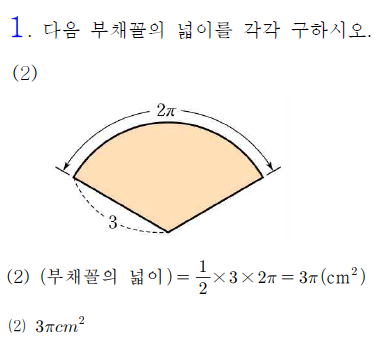 1. 다음 부채꼴의 넓이를 각각 구하시오.
(2)
2π
3
(2) (부채꼴의 넓이)=\frac{1}{2}×3×2π=3π(cm²)
(2) 3πcm²